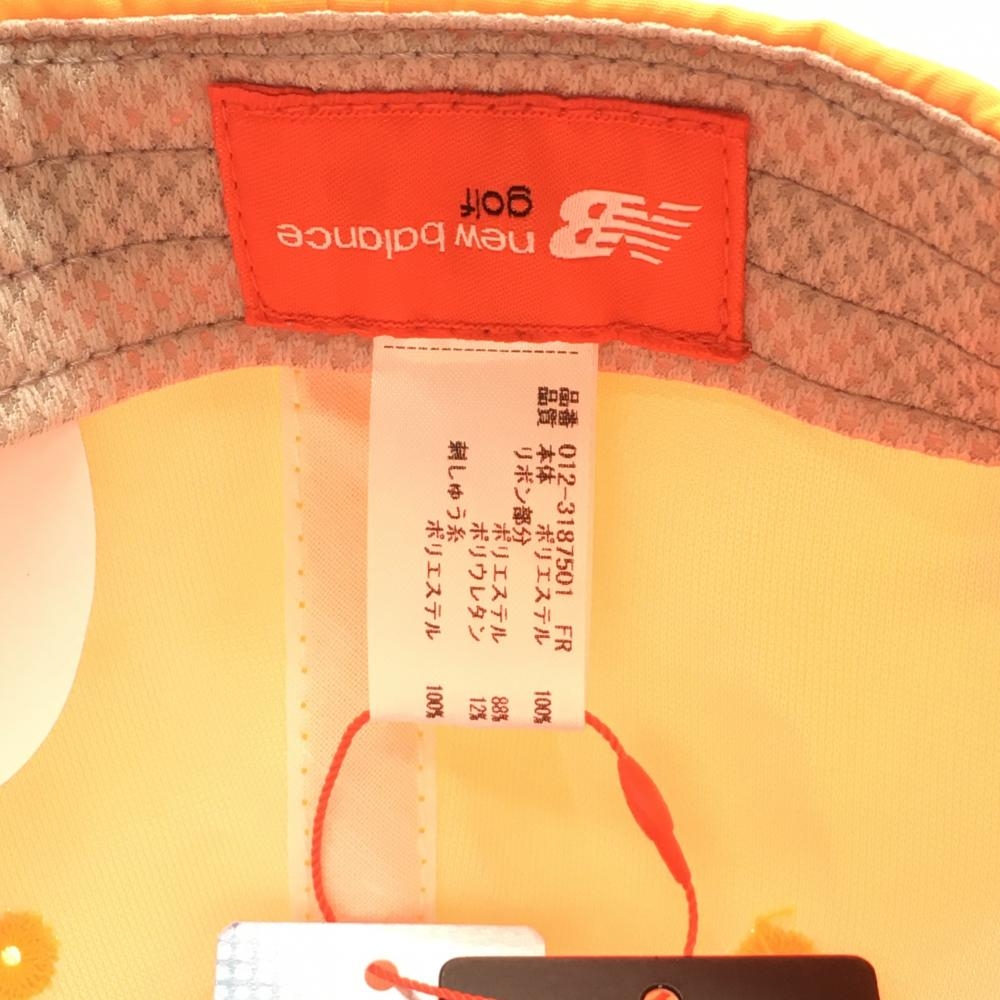 new balance
golf
品番 012-3187501 FR
品質 本体 ポリエステル 100%
リボン部分
ポリエステル 88%
ポリウレタン 12%
刺しゅう糸
ポリエステル 100%